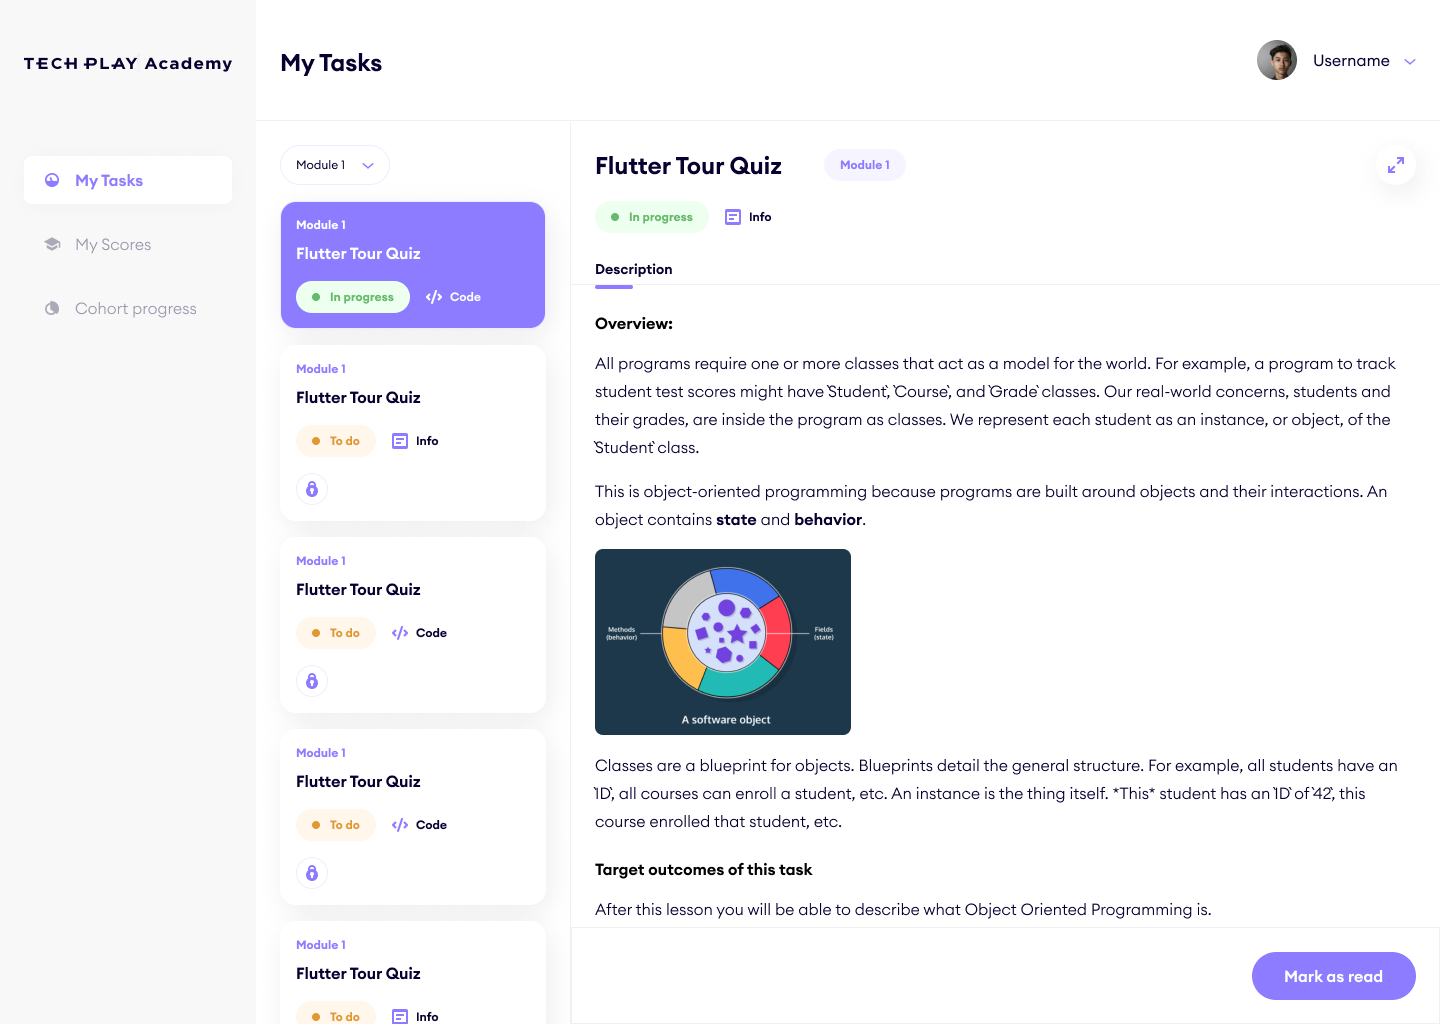 TECH PLAY Academy
My Tasks
My Scores
Cohort progress
My Tasks
Username
Module 1
Module 1
Flutter Tour Quiz
In progress
Code
Module 1
Flutter Tour Quiz
To do
Info
Module 1
Flutter Tour Quiz
To do
Code
Module 1
Flutter Tour Quiz
To do
Code
Module 1
Flutter Tour Quiz
To do
Info
Flutter Tour Quiz
Module 1
In progress
Info
Description
Overview:
All programs require one or more classes that act as a model for the world. For example, a program to track
student test scores might have `Student`, `Course`, and `Grade` classes. Our real-world concerns, students and
their grades, are inside the program as classes. We represent each student as an instance, or object, of the
`Student` class.
This is object-oriented programming because programs are built around objects and their interactions. An
object contains state and behavior.
Methods
(behavior)
Fields
(state)
A software object
Classes are a blueprint for objects. Blueprints detail the general structure. For example, all students have an
`ID`, all courses can enroll a student, etc. An instance is the thing itself. *This* student has an `ID` of `42`, this
course enrolled that student, etc.
Target outcomes of this task
After this lesson you will be able to describe what Object Oriented Programming is.
Mark as read